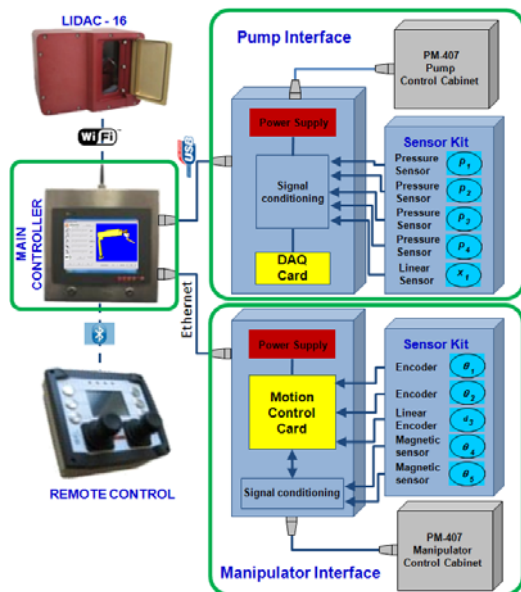 LIDAC - 16
WiFi
MAIN
CONTROLLER
REMOTE CONTROL
USB
Ethernet
Pump Interface
PM-407
Pump
Control Cabinet
Power Supply
Signal
conditioning
DAQ
Card
Sensor Kit
Pressure
Sensor
P1
Pressure
Sensor
P2
Pressure
Sensor
P3
Pressure
Sensor
P4
Linear
Sensor
X1
Power Supply
Motion
Control
Card
Signal conditioning
Sensor Kit
Encoder
θ1
Encoder
θ2
Linear
Encoder
d3
Magnetic
sensor
θ4
Magnetic
sensor
θ5
PM-407
Manipulator
Control Cabinet
Manipulator Interface